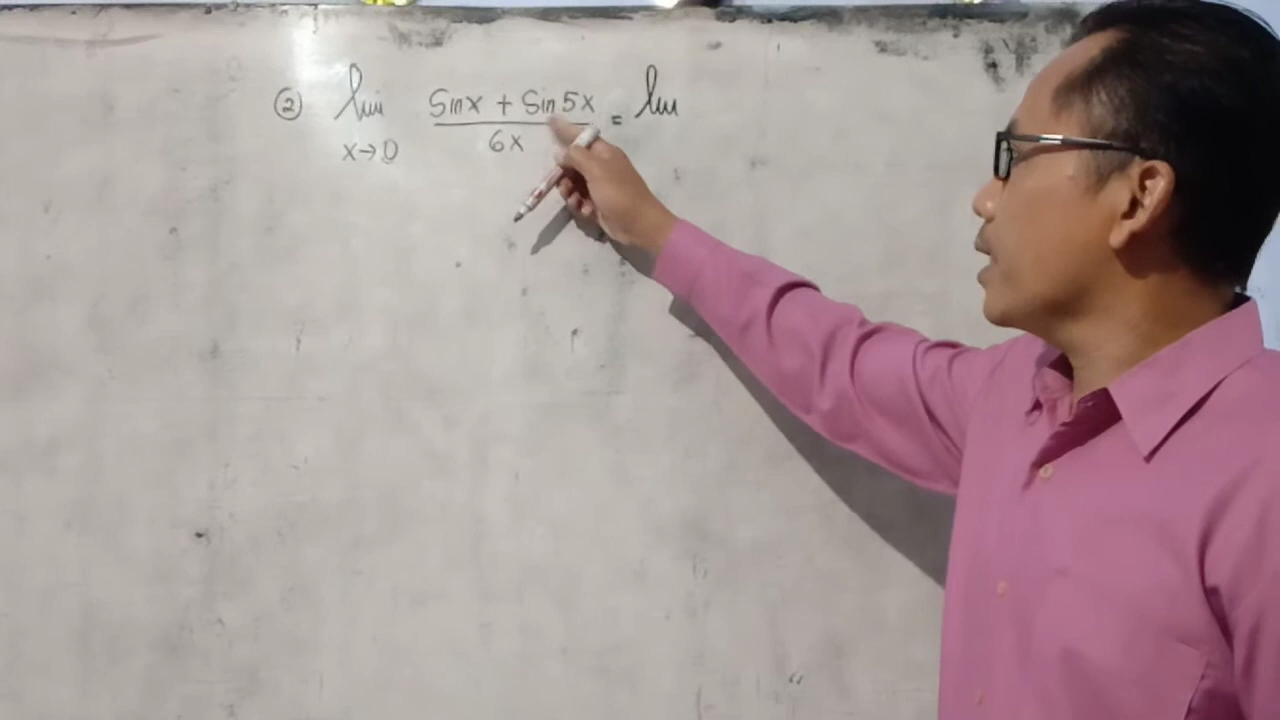 ② lim Sin x + Sin 5x = lim
x→0 6x